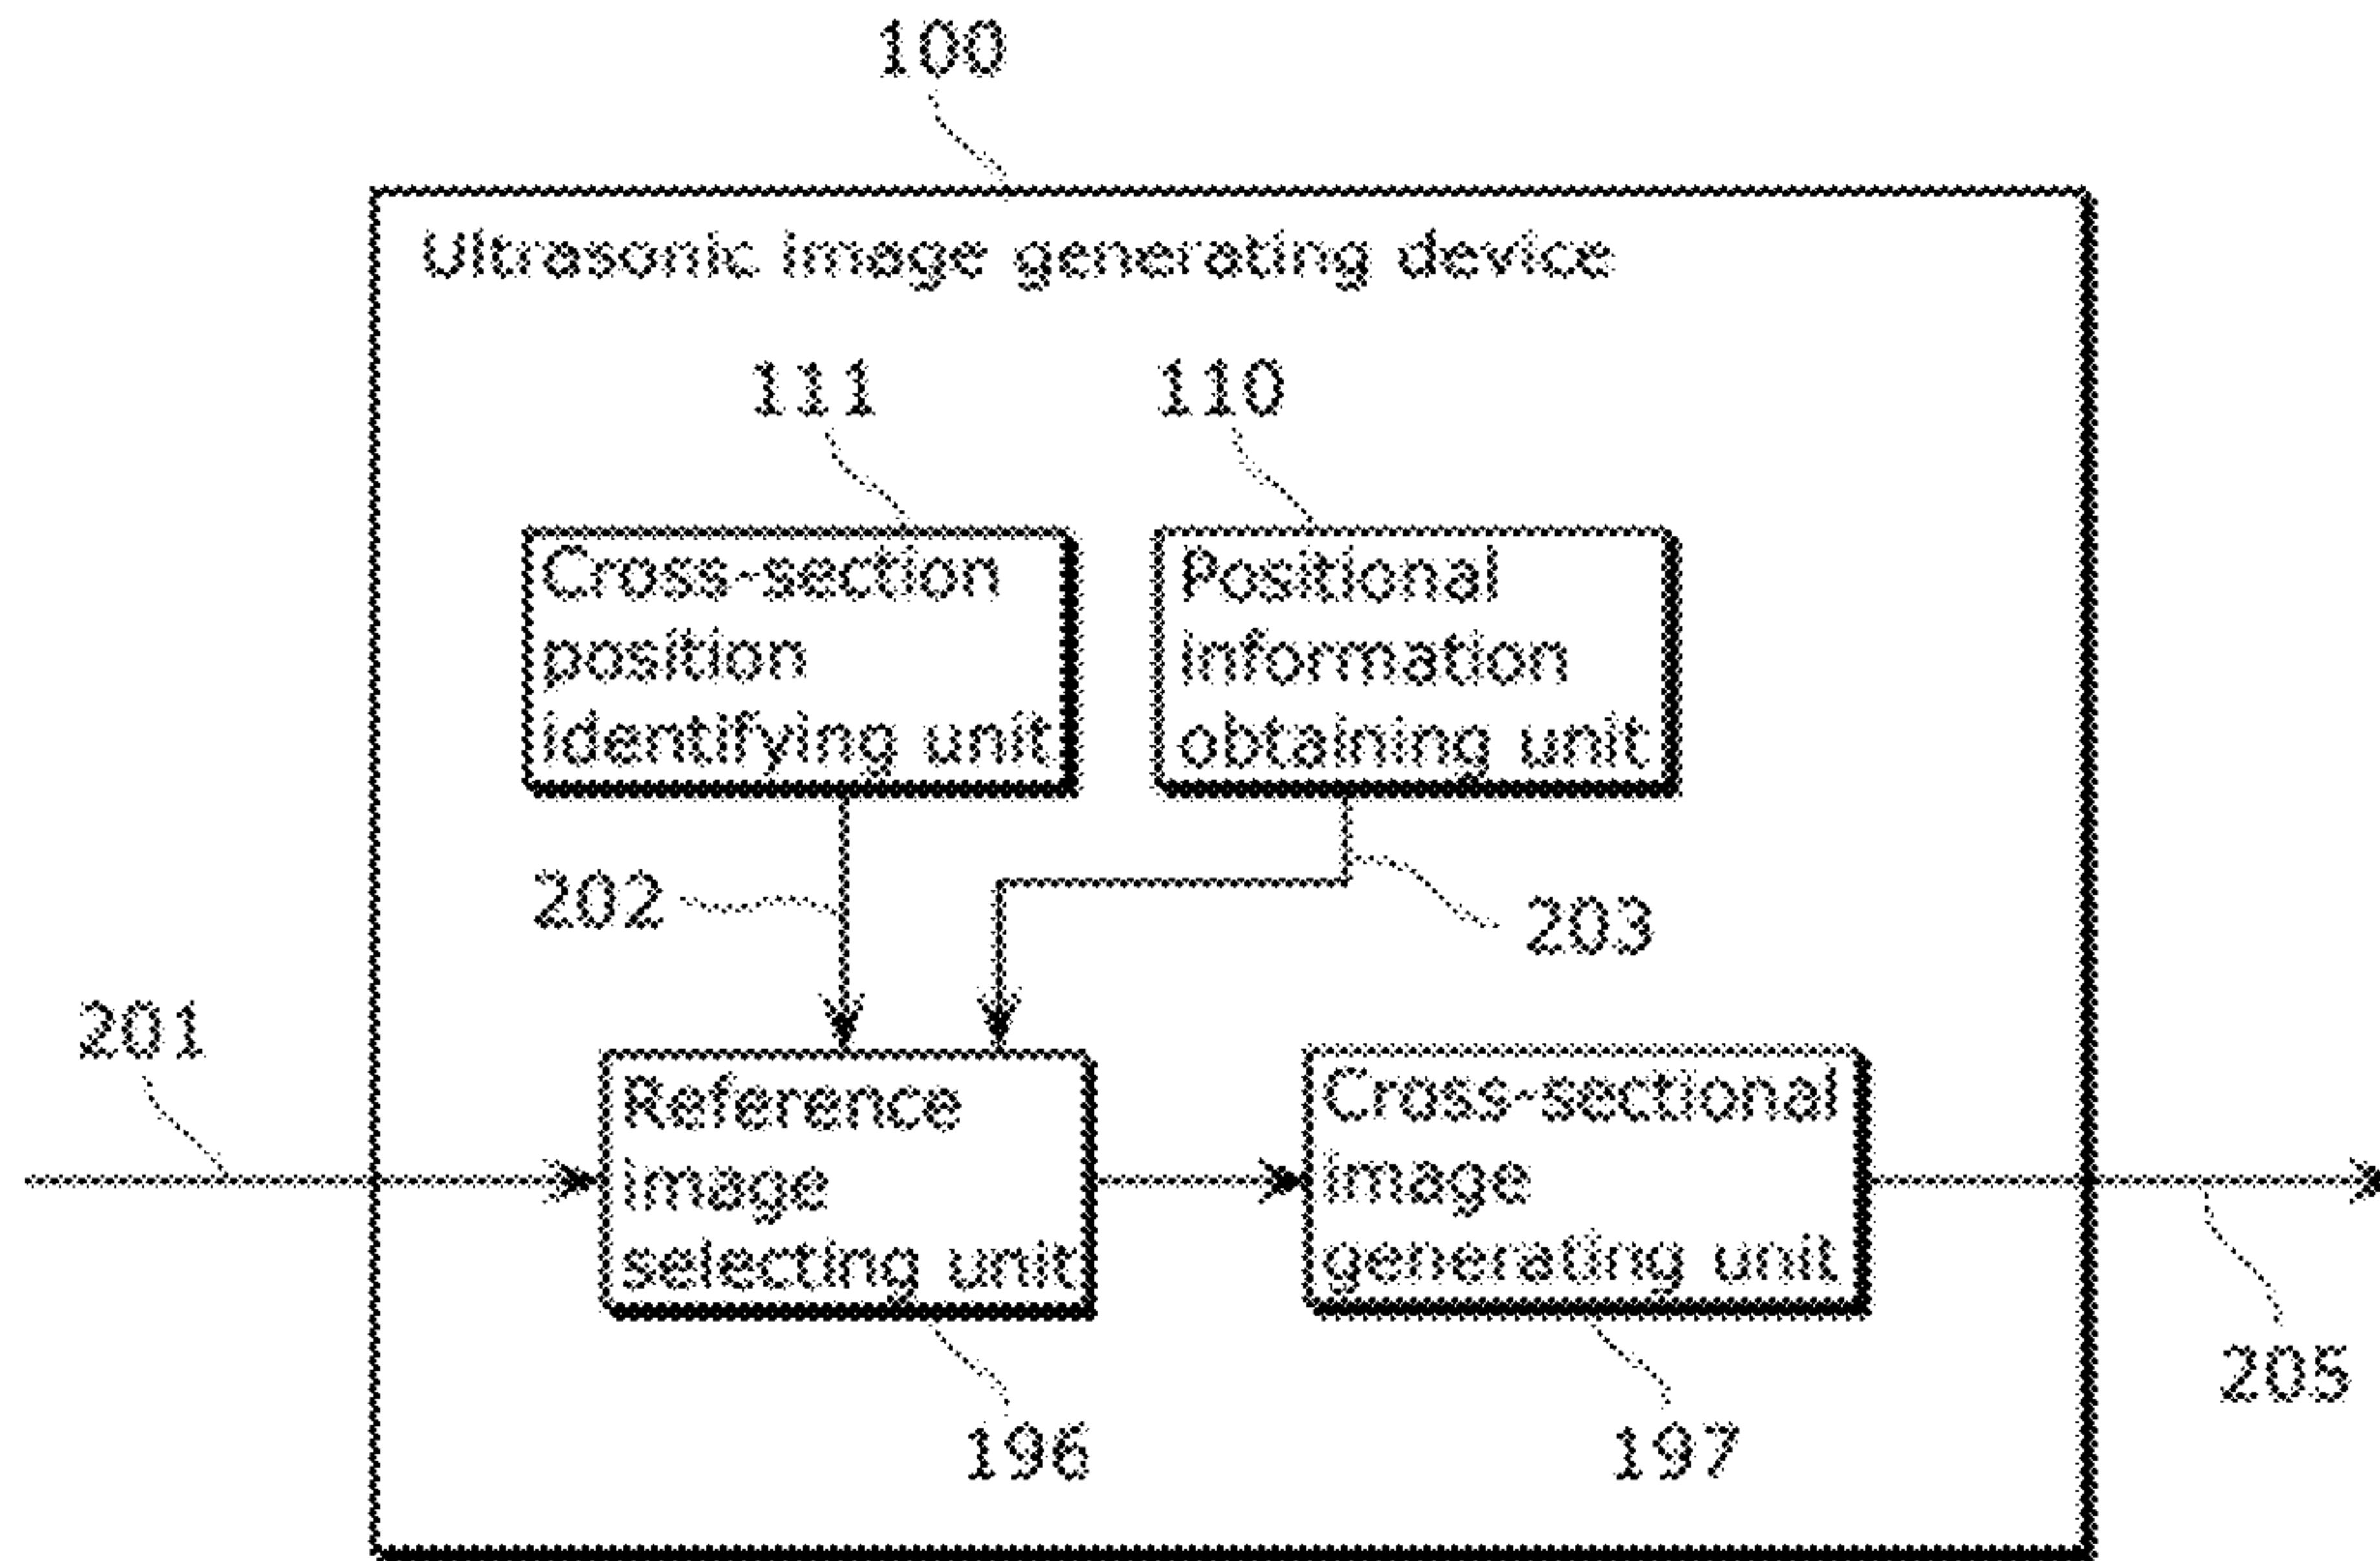 100
Ultrasonic image generating device
111
110
Cross-section
position
identifying unit
Positional
information
obtaining unit
202
203
201
Reference
image
selecting unit
Cross-sectional
image
generating unit
205
196
197